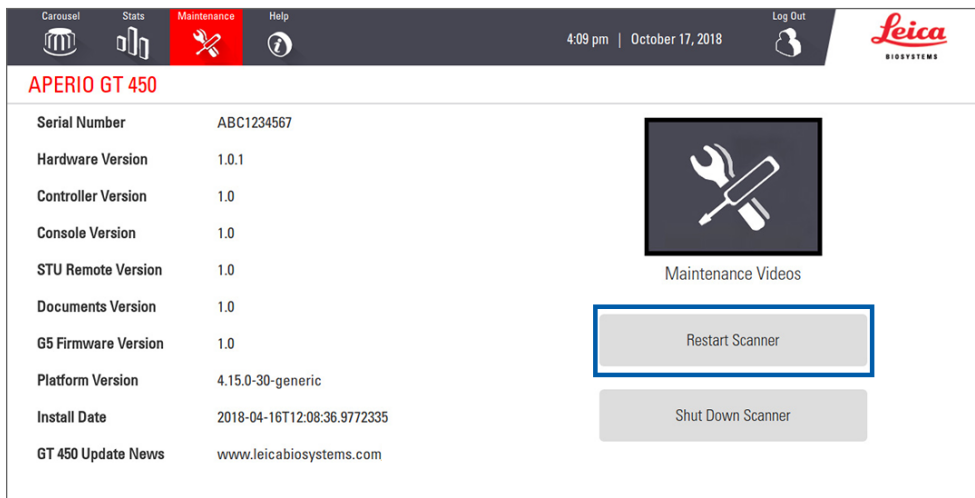 Carousel Stats Maintenance Help Log Out
4:09 pm | October 17, 2018
Leica
BIOSYSTEMS
APERIO GT 450
Serial Number ABC1234567
Hardware Version 1.0.1
Controller Version 1.0
Console Version 1.0
STU Remote Version 1.0
Documents Version 1.0
G5 Firmware Version 1.0
Platform Version 4.15.0-30-generic
Install Date 2018-04-16T12:08:36.9772335
GT 450 Update News www.leicabiosystems.com
Maintenance Videos
Restart Scanner
Shut Down Scanner